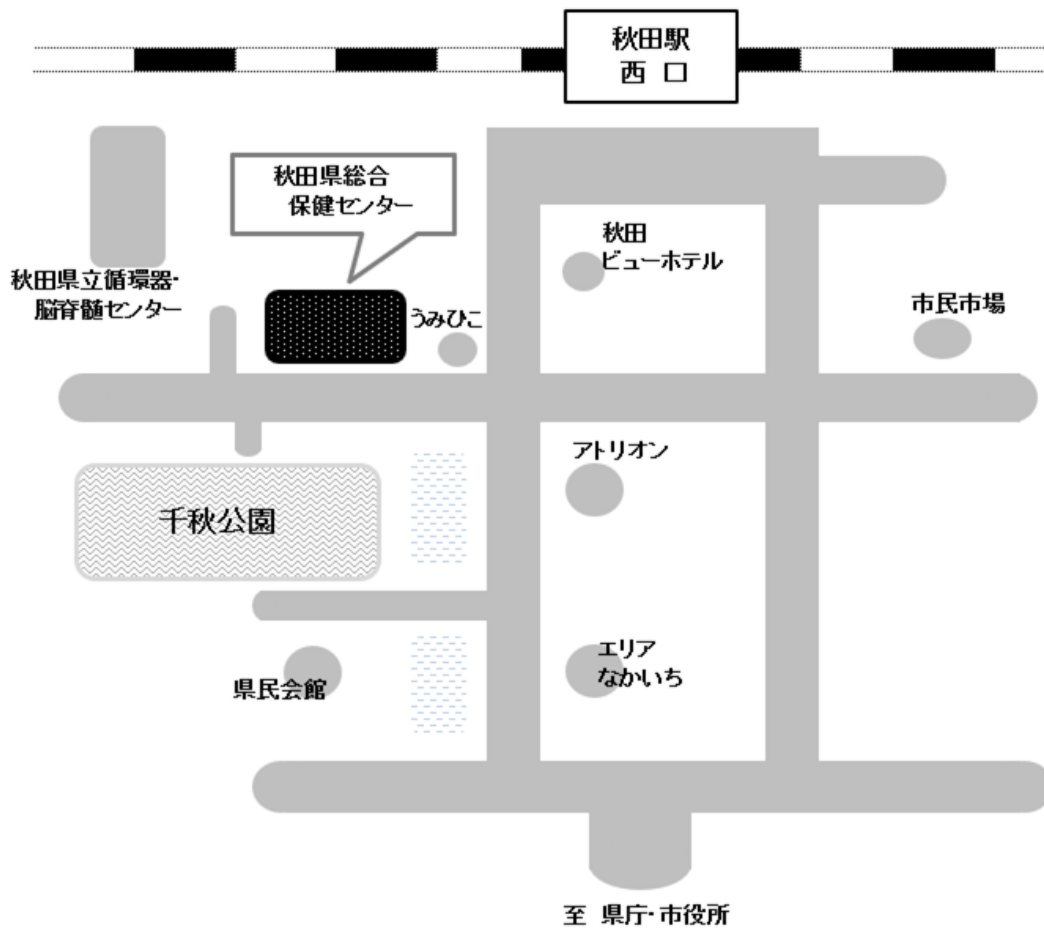 秋田駅
西 口
秋田県総合
保健センター
秋田
ビューホテル
秋田県立循環器・
脳脊髄センター
うみひこ
市民市場
アトリオン
千秋公園
エリア
なかいち
県民会館
至 県庁・市役所